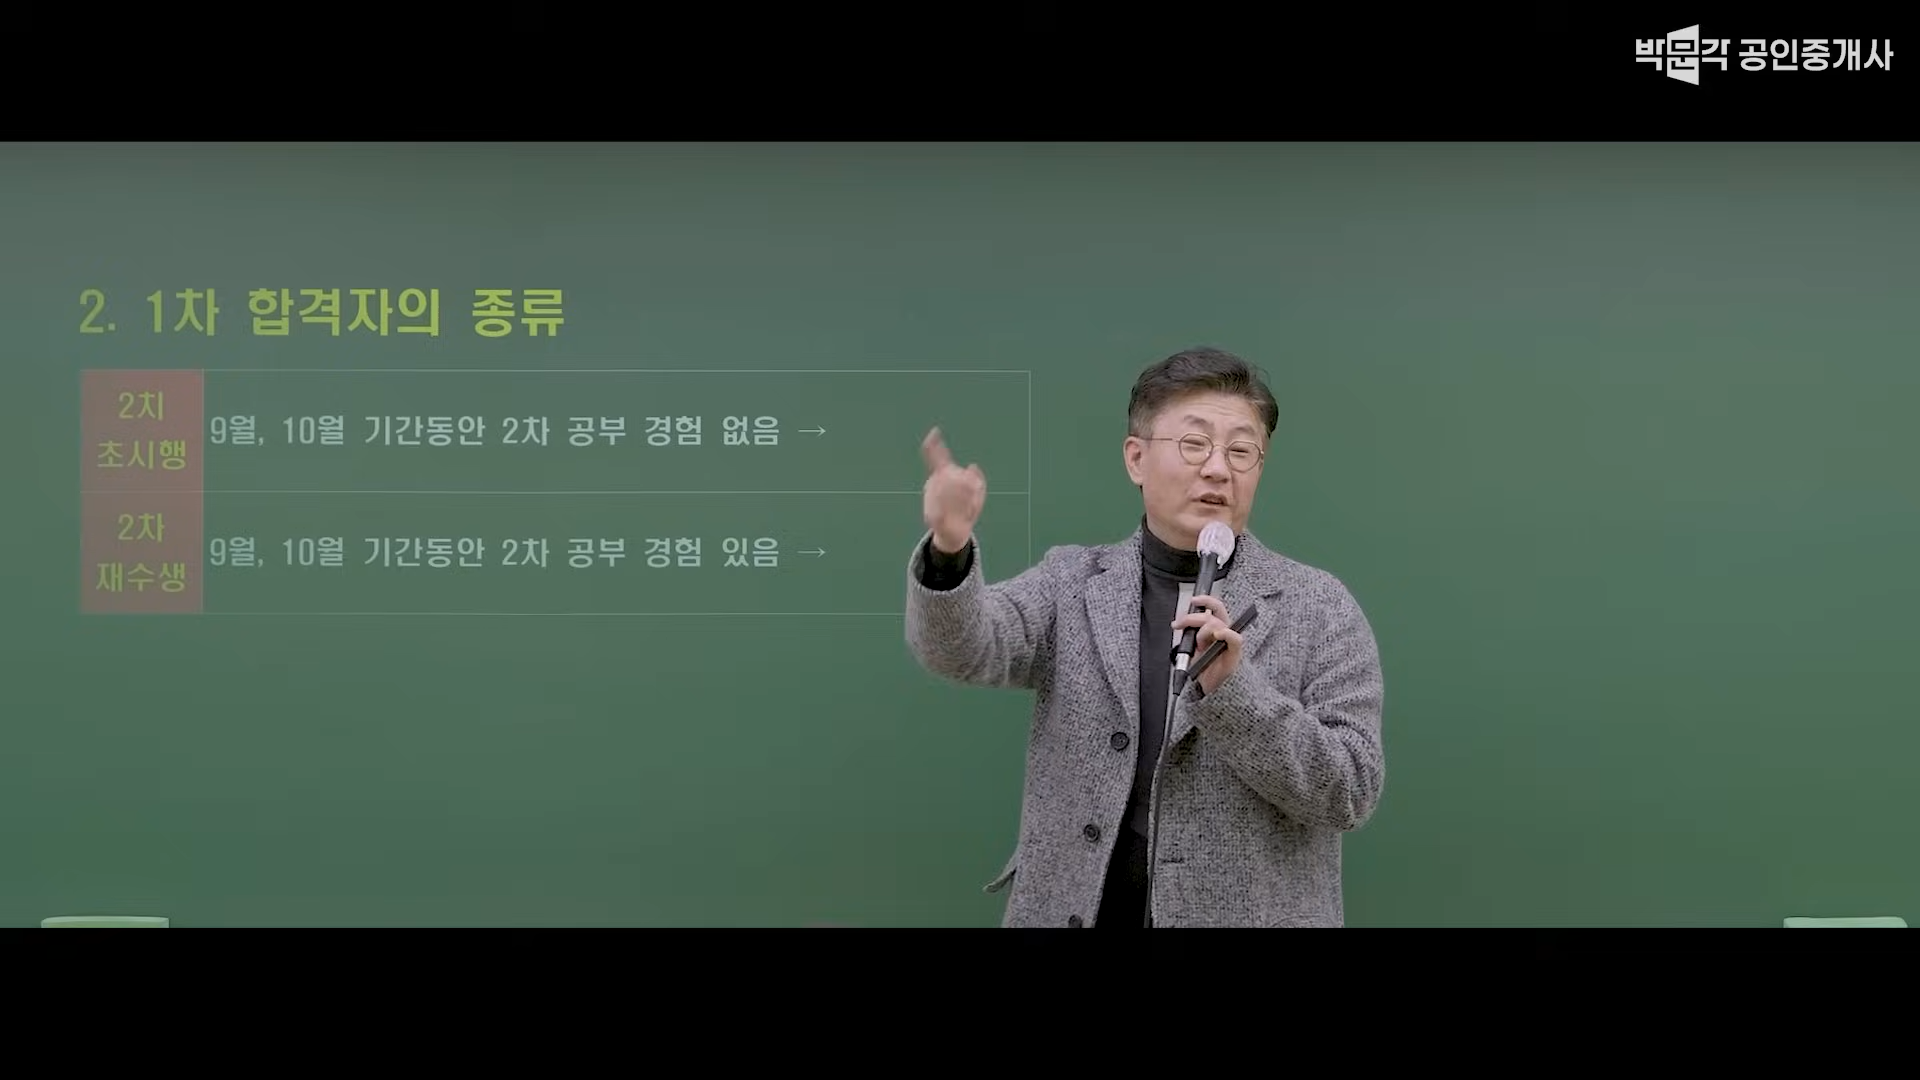 박문각 공인중개사
2. 1차 합격자의 종류
2치
초시행
9월, 10월 기간동안 2차 공부 경험 없음 →
2차
재수생
9월, 10월 기간동안 2차 공부 경험 있음 →